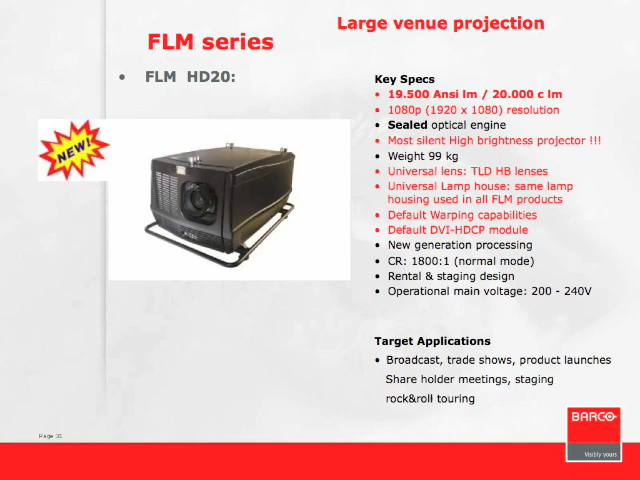 Large venue projection
FLM series
• FLM HD20:
NEW!
Key Specs
• 19.500 Ansi lm / 20.000 c lm
• 1080p (1920 x 1080) resolution
• Sealed optical engine
• Most silent High brightness projector !!!
• Weight 99 kg
• Universal lens: TLD HB lenses
• Universal Lamp house: same lamp
housing used in all FLM products
• Default Warping capabilities
• Default DVI-HDCP module
• New generation processing
• CR: 1800:1 (normal mode)
• Rental & staging design
• Operational main voltage: 200 - 240V
Target Applications
• Broadcast, trade shows, product launches
Share holder meetings, staging
rock&roll touring
BARCO
Visibly yours